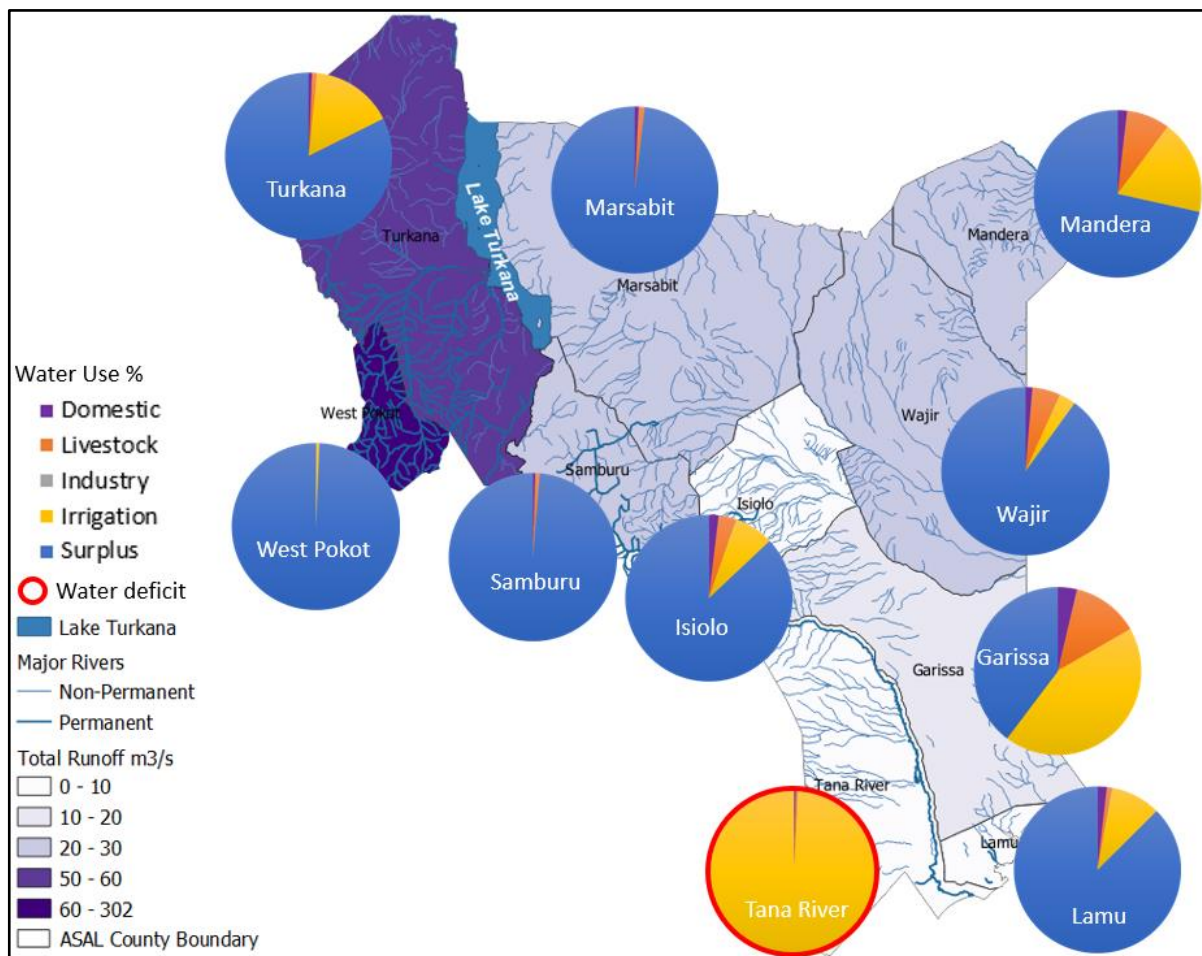 Turkana
Marsabit
Mandera
Lake Turkana
Turkana
Mandera
Marsabit
Water Use %
Domestic
Livestock
Industry
Irrigation
Surplus
Water deficit
Lake Turkana
Major Rivers
Non-Permanent
Permanent
Total Runoff m3/s
0 - 10
10 - 20
20 - 30
50 - 60
60 - 302
ASAL County Boundary
West Pokot
Wajir
Samburu
Isiolo
West Pokot
Samburu
Isiolo
Wajir
Garissa
Garissa
Tana River
Lamu
Tana River
Lamu